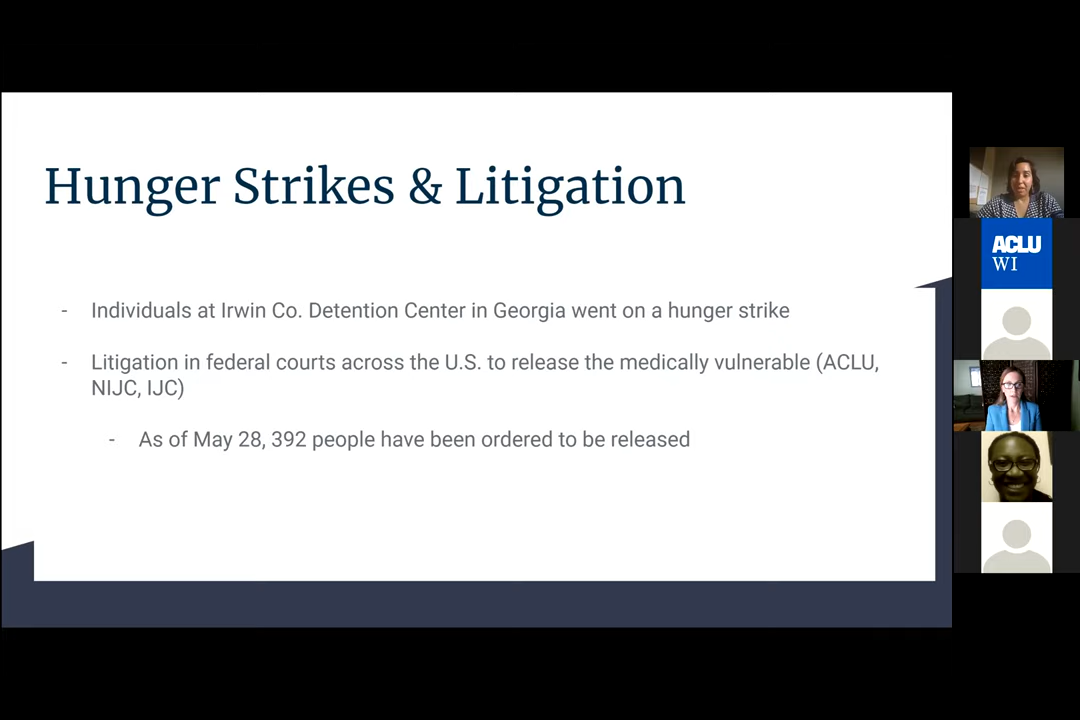 Hunger Strikes & Litigation
- Individuals at Irwin Co. Detention Center in Georgia went on a hunger strike
- Litigation in federal courts across the U.S. to release the medically vulnerable (ACLU,
NIJC, IJC)
- As of May 28, 392 people have been ordered to be released
ACLU
WI